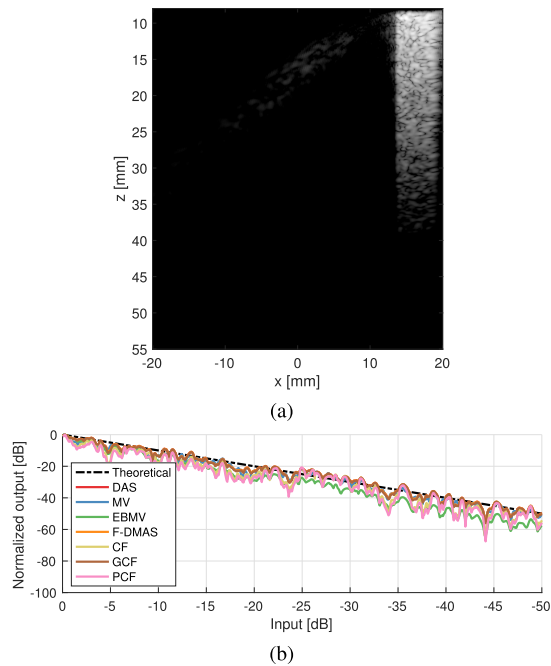 10
15
20
25
30
35
40
45
50
55
z [mm]
-20
-10
0
10
20
x [mm]
(a)
0
-20
-40
-60
-80
-100
Normalized output [dB]
Theoretical
DAS
MV
EBMV
F-DMAS
CF
GCF
PCF
0
-5
-10
-15
-20
-25
-30
-35
-40
-45
-50
Input [dB]
(b)